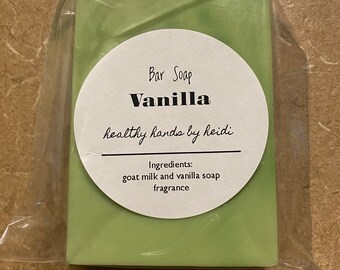 Bar Soap
Vanilla
healthy hands by heidi
Ingredients:
goat milk and vanilla soap
fragrance